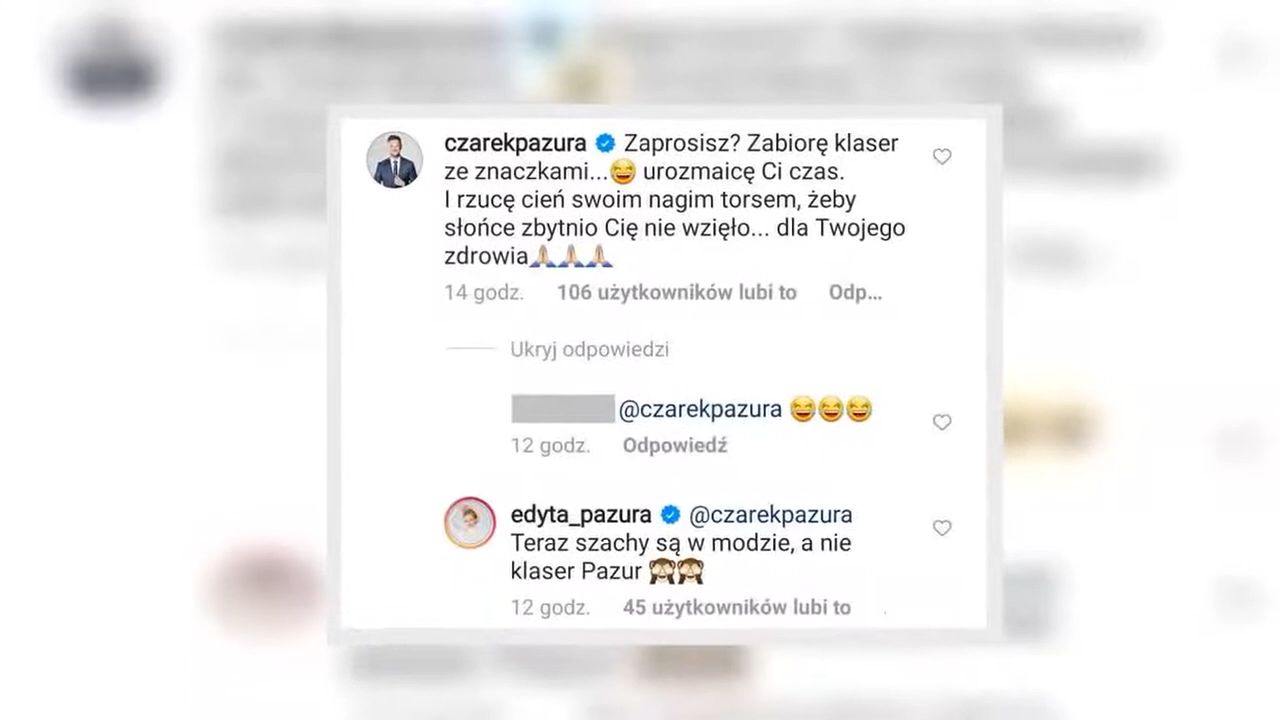 czarekpazura Zaprosisz? Zabiorę klaser
ze znaczkami...😂 urozmaicę Ci czas.
I rzucę cień swoim nagim torsem, żeby
słońce zbytnio Cię nie wzięło... dla Twojego
zdrowia🙏🙏🙏
14 godz. 106 użytkowników lubi to Odp...
Ukryj odpowiedzi
@czarekpazura 😂😂😂
12 godz. Odpowiedź
edyta_pazura @czarekpazura
Teraz szachy są w modzie, a nie
klaser Pazur 🙈🙈
12 godz. 45 użytkowników lubi to